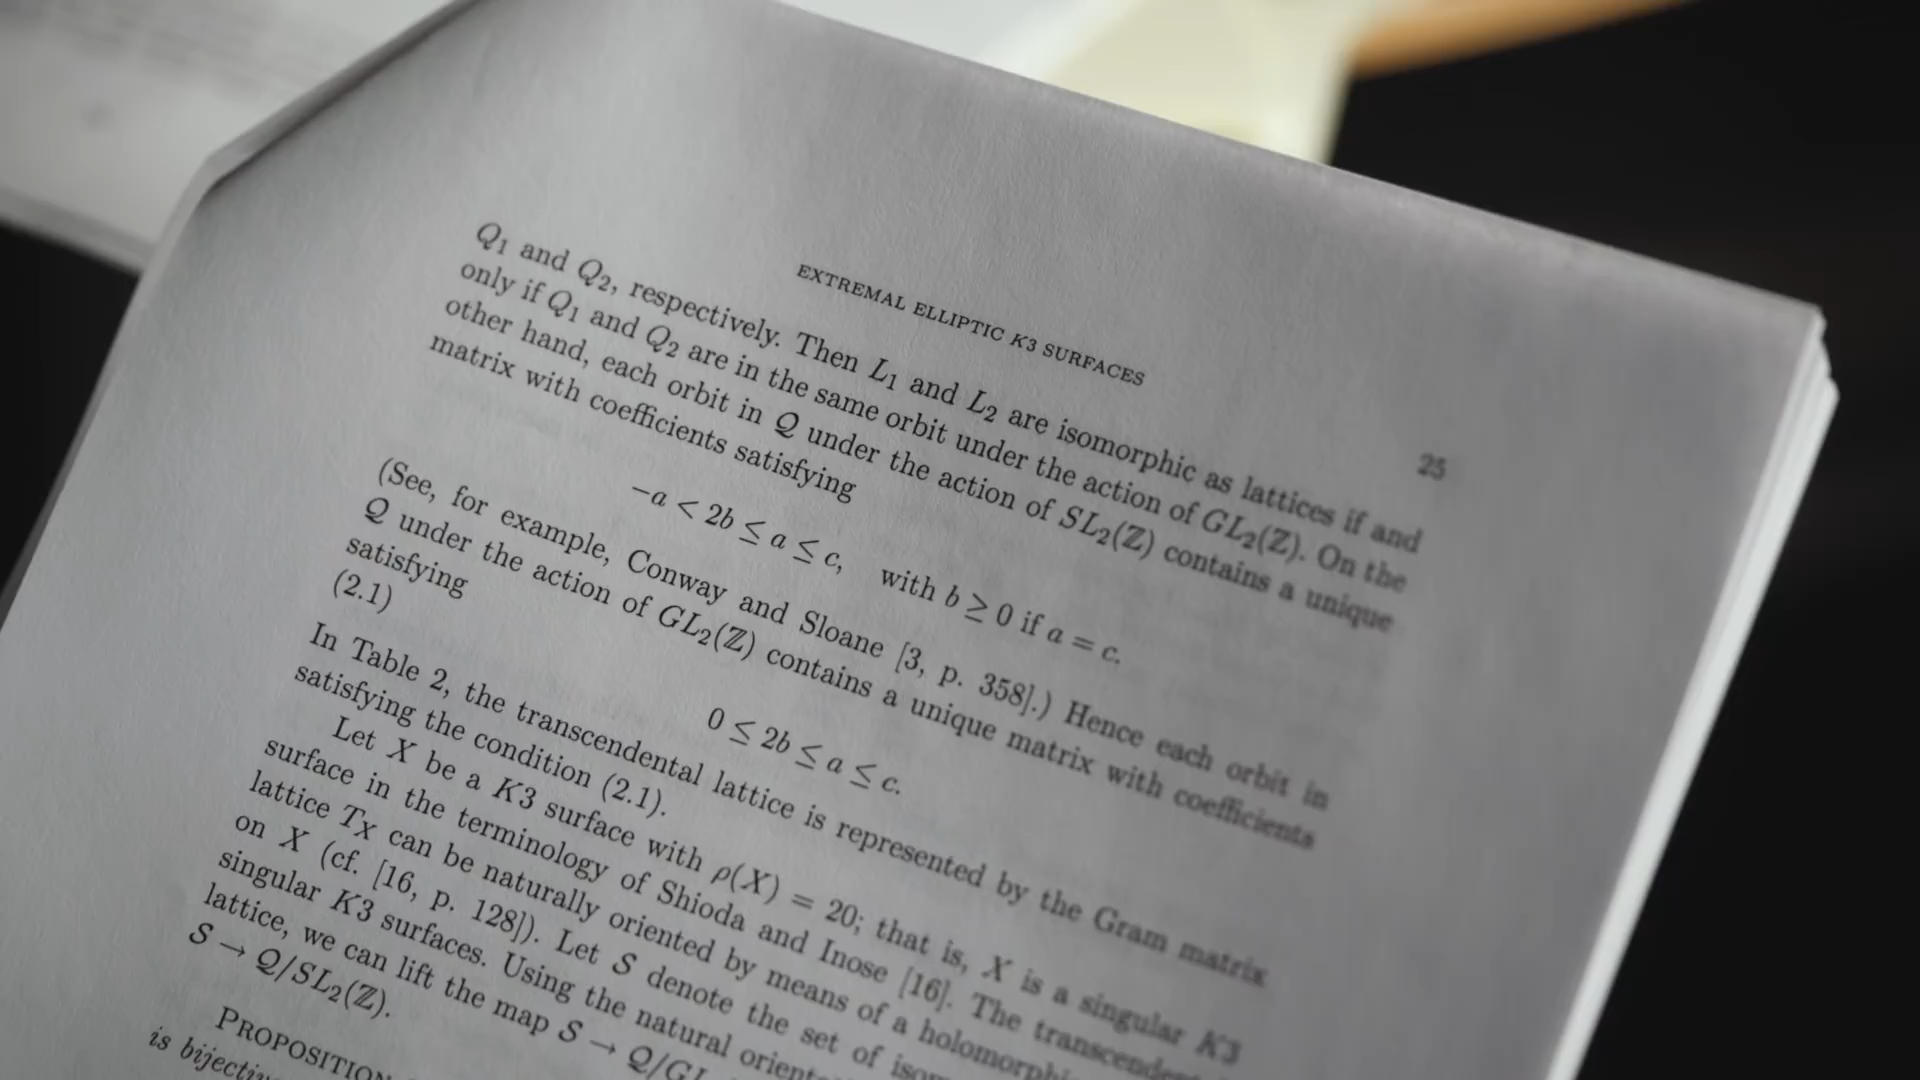 EXTREMAL ELLIPTIC K3 SURFACES 25
Q₁ and Q₂, respectively. Then L₁ and L₂ are isomorphic as lattices if and
only if Q₁ and Q₂ are in the same orbit under the action of GL₂(ℤ). On the
other hand, each orbit in 𝒬 under the action of SL₂(ℤ) contains a unique
matrix with coefficients satisfying
−a < 2b ≤ a ≤ c, with b ≥ 0 if a = c.
(See, for example, Conway and Sloane [3, p. 358].) Hence each orbit in
𝒬 under the action of GL₂(ℤ) contains a unique matrix with coefficients
satisfying
(2.1) 0 ≤ 2b ≤ a ≤ c.
In Table 2, the transcendental lattice is represented by the Gram matrix
satisfying the condition (2.1).
Let X be a K3 surface with ρ(X) = 20; that is, X is a singular K3
surface in the terminology of Shioda and Inose [16]. The transcendent
lattice T_X can be naturally oriented by means of a holomorphi
on X (cf. [16, p. 128]). Let 𝒮 denote the set of isom
singular K3 surfaces. Using the natural orient
lattice, we can lift the map 𝒮 → 𝒬/GL
𝒮 → 𝒬/SL₂(ℤ).
PROPOSITION
is bijectiv